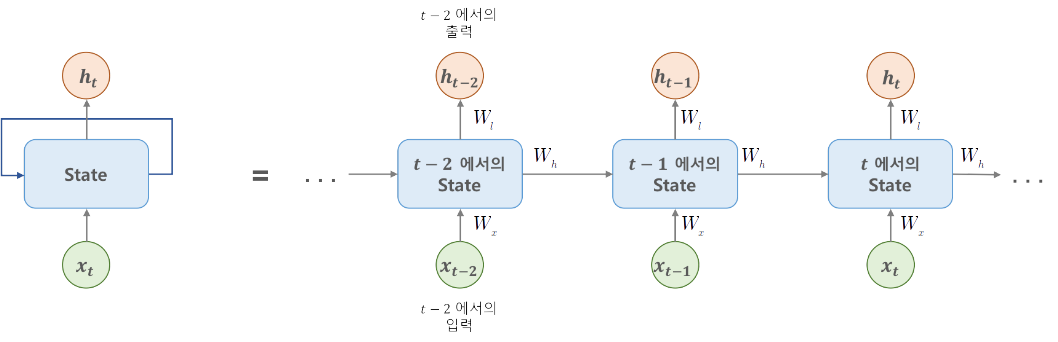 t − 2 에서의
출력
h_t
h_{t−2}
h_{t−1}
h_t
W_l
W_l
W_l
State
=
. . .
t − 2 에서의
State
W_h
t − 1 에서의
State
W_h
t 에서의
State
W_h
. . .
W_x
W_x
W_x
x_t
x_{t−2}
x_{t−1}
x_t
t − 2 에서의
입력